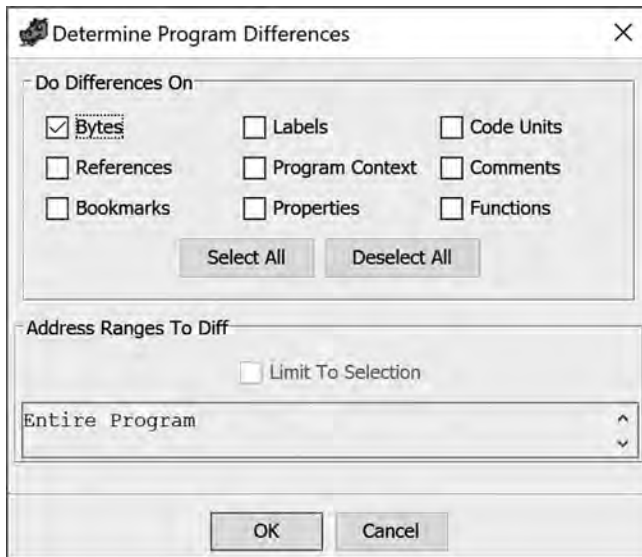 Determine Program Differences
Do Differences On
Bytes Labels Code Units
References Program Context Comments
Bookmarks Properties Functions
Select All Deselect All
Address Ranges To Diff
Limit To Selection
Entire Program
OK Cancel